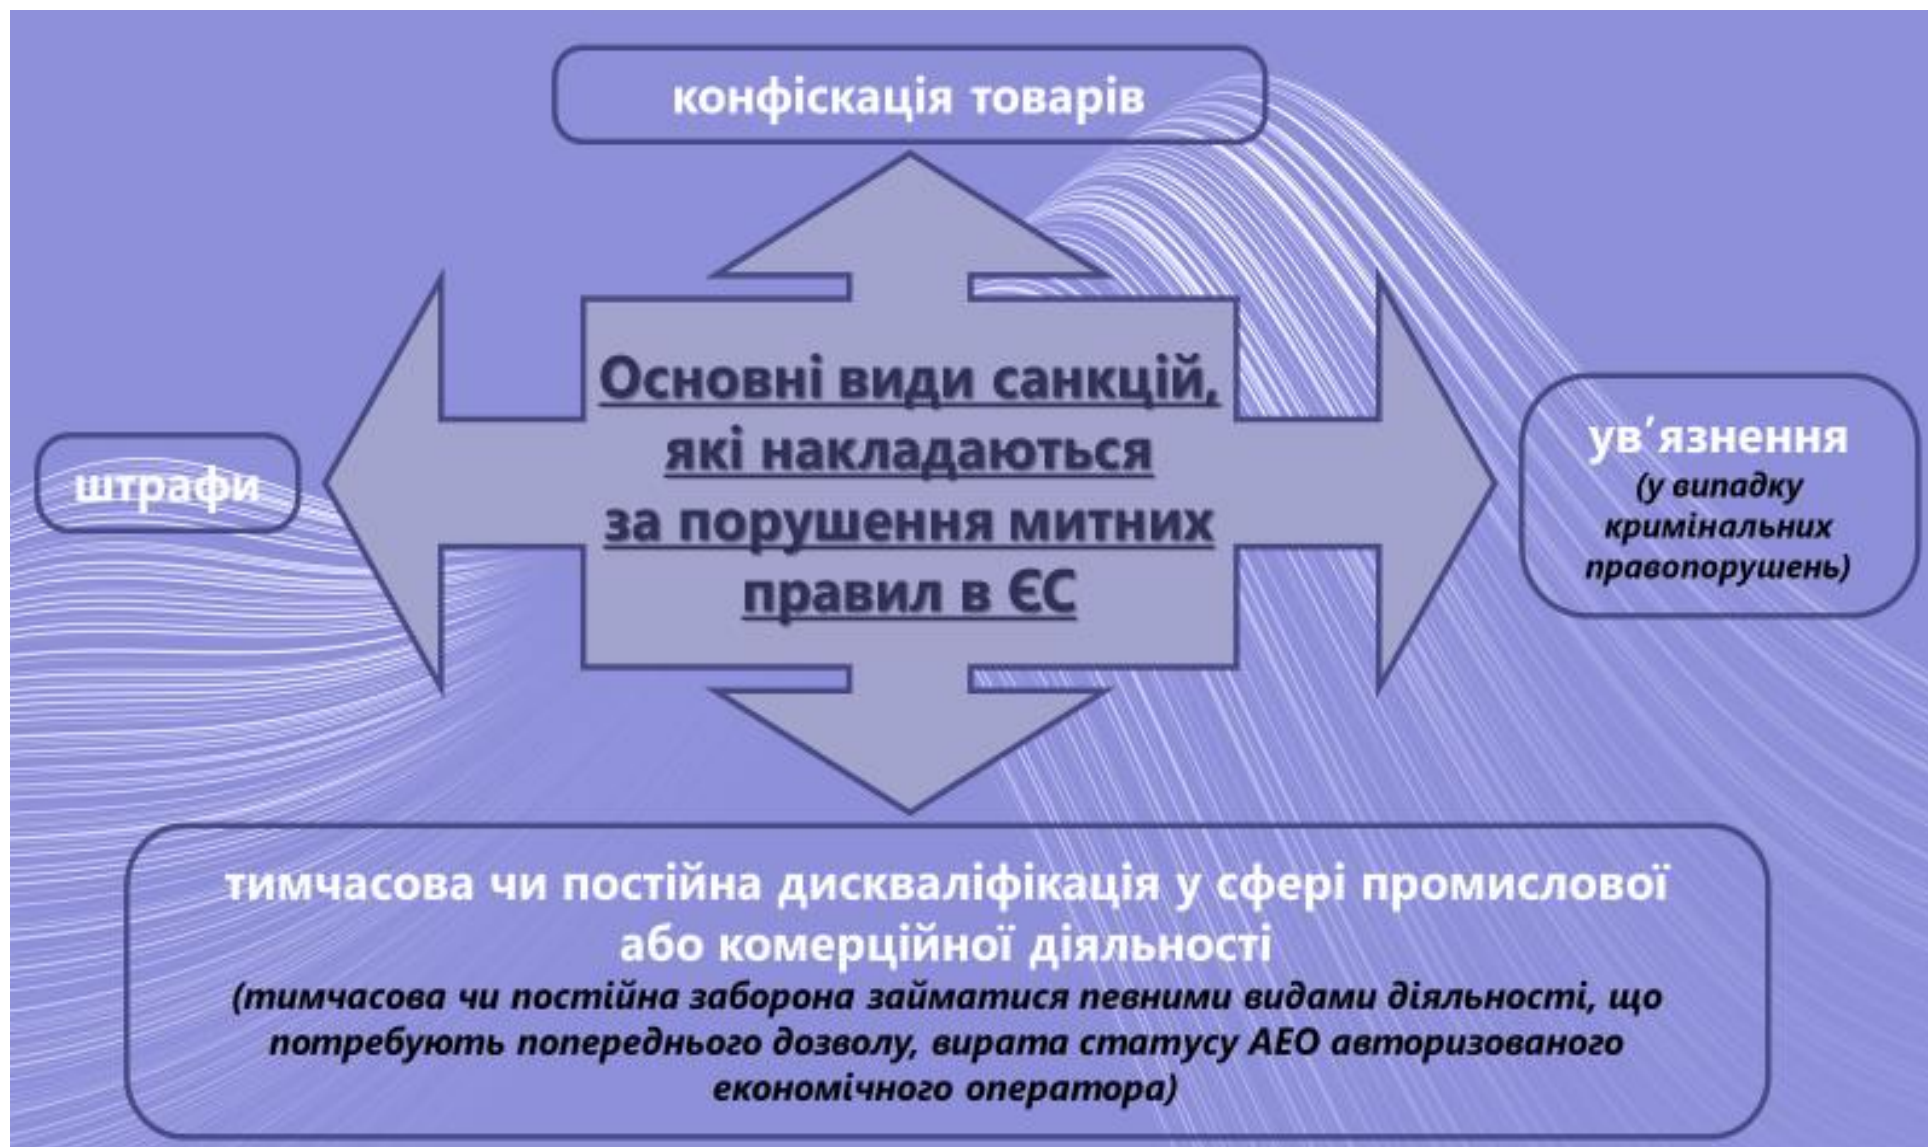 конфіскація товарів
Основні види санкцій,
які накладаються
за порушення митних
правил в ЄС
штрафи
ув՚язнення
(у випадку
кримінальних
правопорушень)
тимчасова чи постійна дискваліфікація у сфері промислової
або комерційної діяльності
(тимчасова чи постійна заборона займатися певними видами діяльності, що
потребують попереднього дозволу, вирата статусу АЕО авторизованого
економічного оператора)